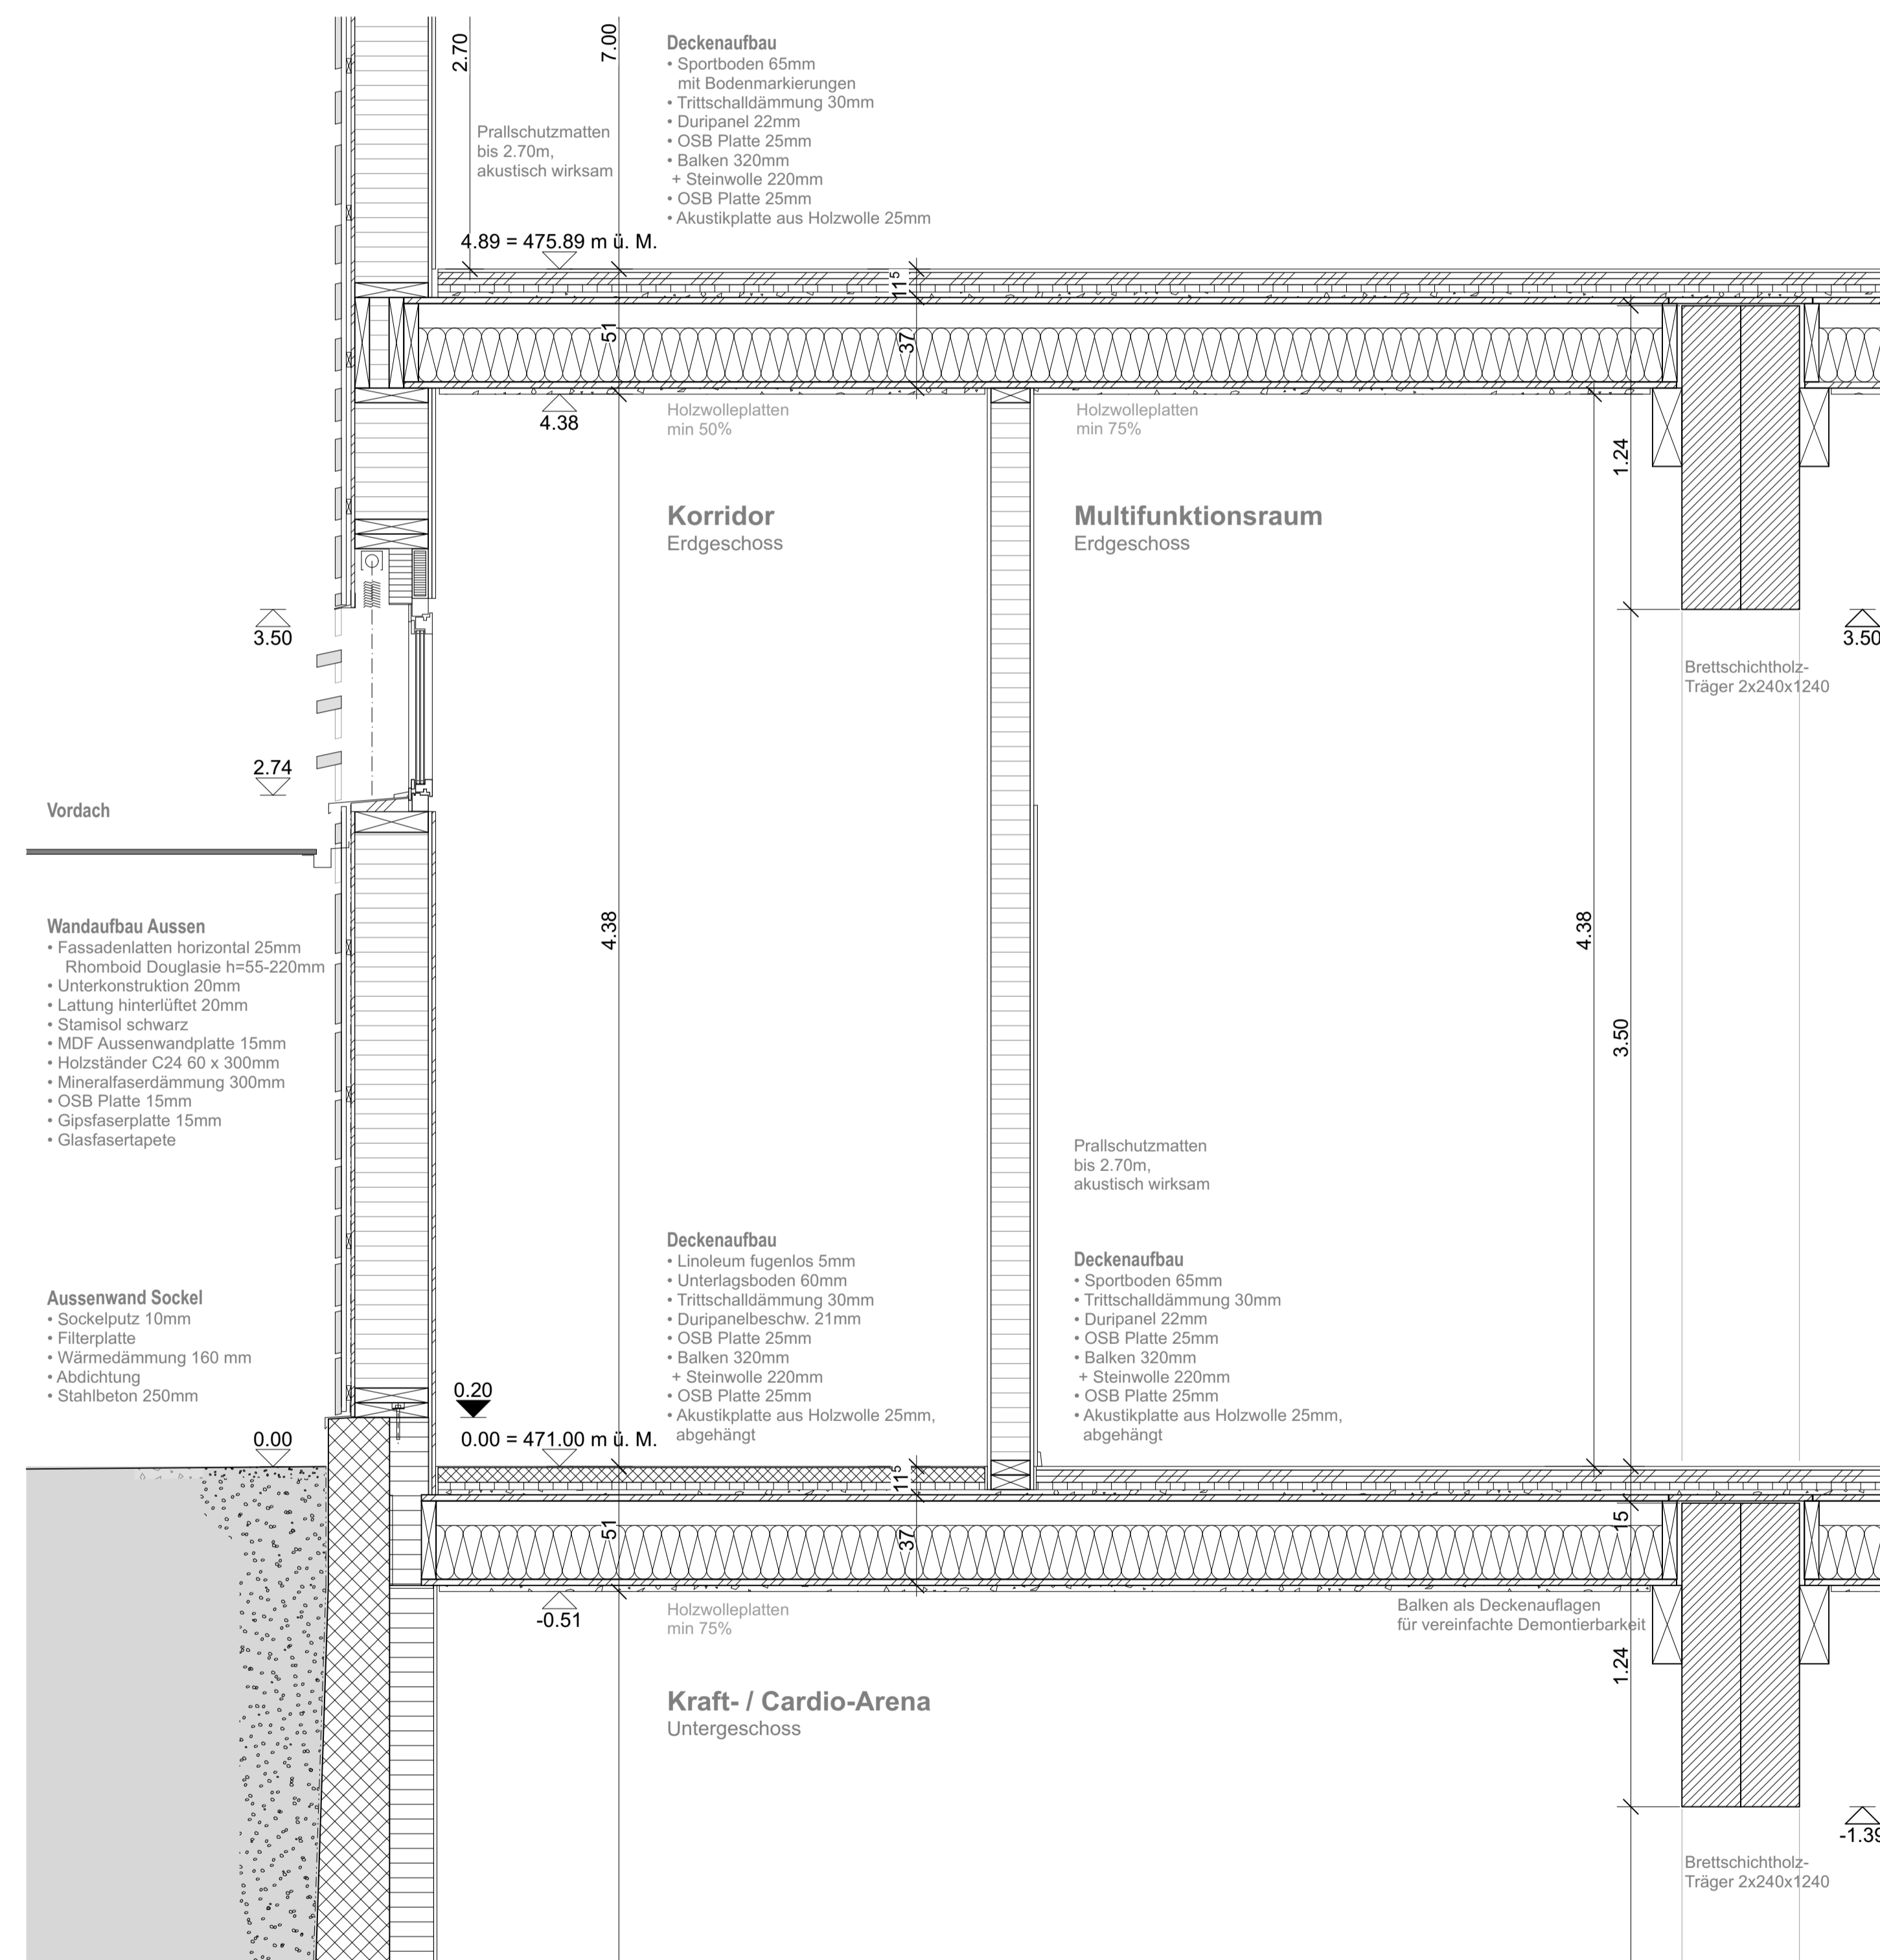 2.70
7.00
Deckenaufbau
• Sportboden 65mm
mit Bodenmarkierungen
• Trittschalldämmung 30mm
• Duripanel 22mm
• OSB Platte 25mm
• Balken 320mm
+ Steinwolle 220mm
• OSB Platte 25mm
• Akustikplatte aus Holzwolle 25mm
Prallschutzmatten
bis 2.70m,
akustisch wirksam
4.89 = 475.89 m ü. M.
11⁵
51
37
4.38
Holzwolleplatten
min 50%
Holzwolleplatten
min 75%
1.24
Korridor
Erdgeschoss
Multifunktionsraum
Erdgeschoss
3.50
3.50
Brettschichtholz-
Träger 2x240x1240
2.74
Vordach
4.38
4.38
3.50
Wandaufbau Aussen
• Fassadenlatten horizontal 25mm
Rhomboid Douglasie h=55-220mm
• Unterkonstruktion 20mm
• Lattung hinterlüftet 20mm
• Stamisol schwarz
• MDF Aussenwandplatte 15mm
• Holzständer C24 60 x 300mm
• Mineralfaserdämmung 300mm
• OSB Platte 15mm
• Gipsfaserplatte 15mm
• Glasfasertapete
Prallschutzmatten
bis 2.70m,
akustisch wirksam
Aussenwand Sockel
• Sockelputz 10mm
• Filterplatte
• Wärmedämmung 160 mm
• Abdichtung
• Stahlbeton 250mm
Deckenaufbau
• Linoleum fugenlos 5mm
• Unterlagsboden 60mm
• Trittschalldämmung 30mm
• Duripanelbeschw. 21mm
• OSB Platte 25mm
• Balken 320mm
+ Steinwolle 220mm
• OSB Platte 25mm
• Akustikplatte aus Holzwolle 25mm,
abgehängt
Deckenaufbau
• Sportboden 65mm
• Trittschalldämmung 30mm
• Duripanel 22mm
• OSB Platte 25mm
• Balken 320mm
+ Steinwolle 220mm
• OSB Platte 25mm
• Akustikplatte aus Holzwolle 25mm,
abgehängt
0.20
0.00
0.00 = 471.00 m ü. M.
11⁵
51
37
15
-0.51
Holzwolleplatten
min 75%
Balken als Deckenauflagen
für vereinfachte Demontierbarkeit
1.24
Kraft- / Cardio-Arena
Untergeschoss
-1.39
Brettschichtholz-
Träger 2x240x1240